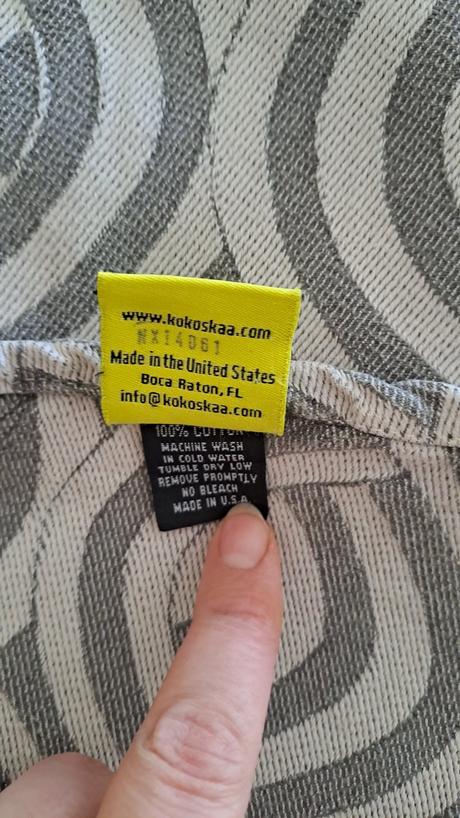 www.kokoskaa.com
NX14061
Made in the United States
Boca Raton, FL
info@kokoskaa.com
100% COTTON
MACHINE WASH
IN COLD WATER
TUMBLE DRY LOW
REMOVE PROMPTLY
NO BLEACH
MADE IN U.S.A.